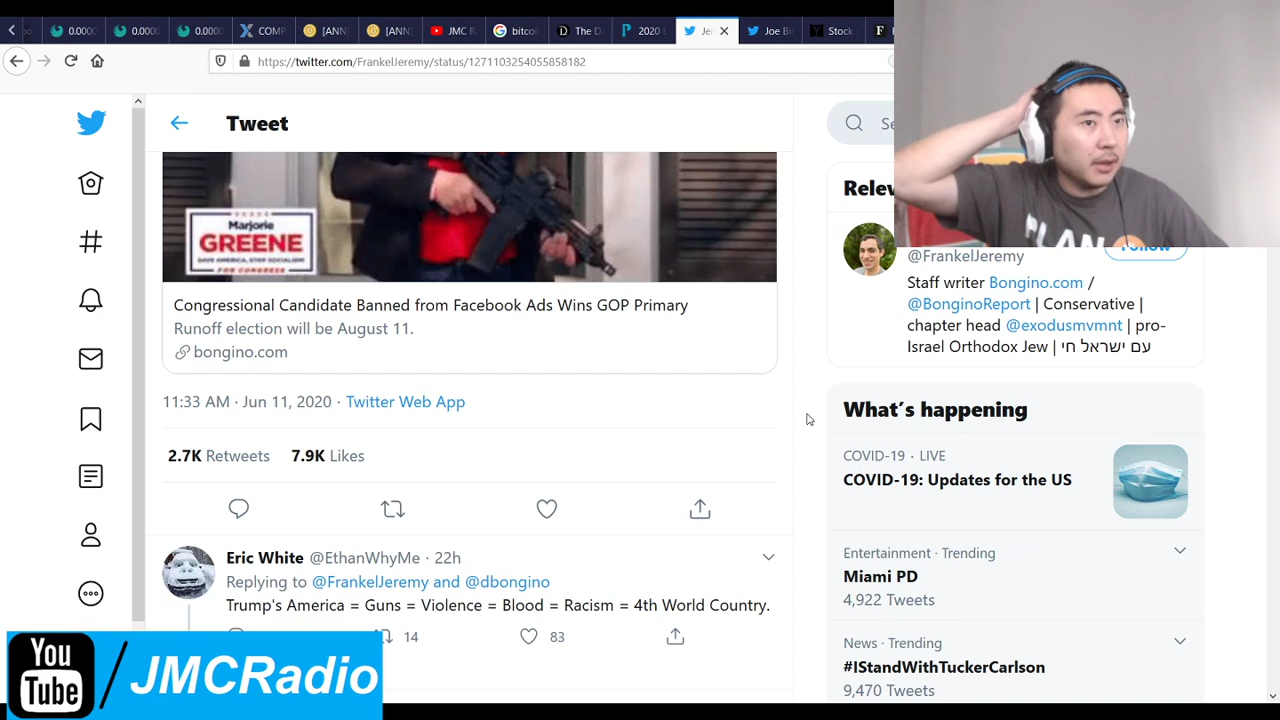 0.0000
0.0000
0.0000
COMP
[ANN]
[ANN]
JMC R
bitcoi
The D
2020 E
Jer
Joe Bi
Stock
https://twitter.com/FrankelJeremy/status/1271103254055858182
Tweet
Marjorie
GREENE
SAVE AMERICA, STOP SOCIALISM
FOR CONGRESS
Congressional Candidate Banned from Facebook Ads Wins GOP Primary
Runoff election will be August 11.
bongino.com
11:33 AM · Jun 11, 2020 · Twitter Web App
2.7K Retweets 7.9K Likes
Eric White @EthanWhyMe · 22h
Replying to @FrankelJeremy and @dbongino
Trump's America = Guns = Violence = Blood = Racism = 4th World Country.
14 83
Se
Relev
Follow
@FrankelJeremy
Staff writer Bongino.com /
@BonginoReport | Conservative |
chapter head @exodusmvmnt | pro-
Israel Orthodox Jew | עם ישראל חי
What's happening
COVID-19 · LIVE
COVID-19: Updates for the US
Entertainment · Trending
Miami PD
4,922 Tweets
News · Trending
#IStandWithTuckerCarlson
9,470 Tweets
PLAN
You
Tube
/JMCRadio